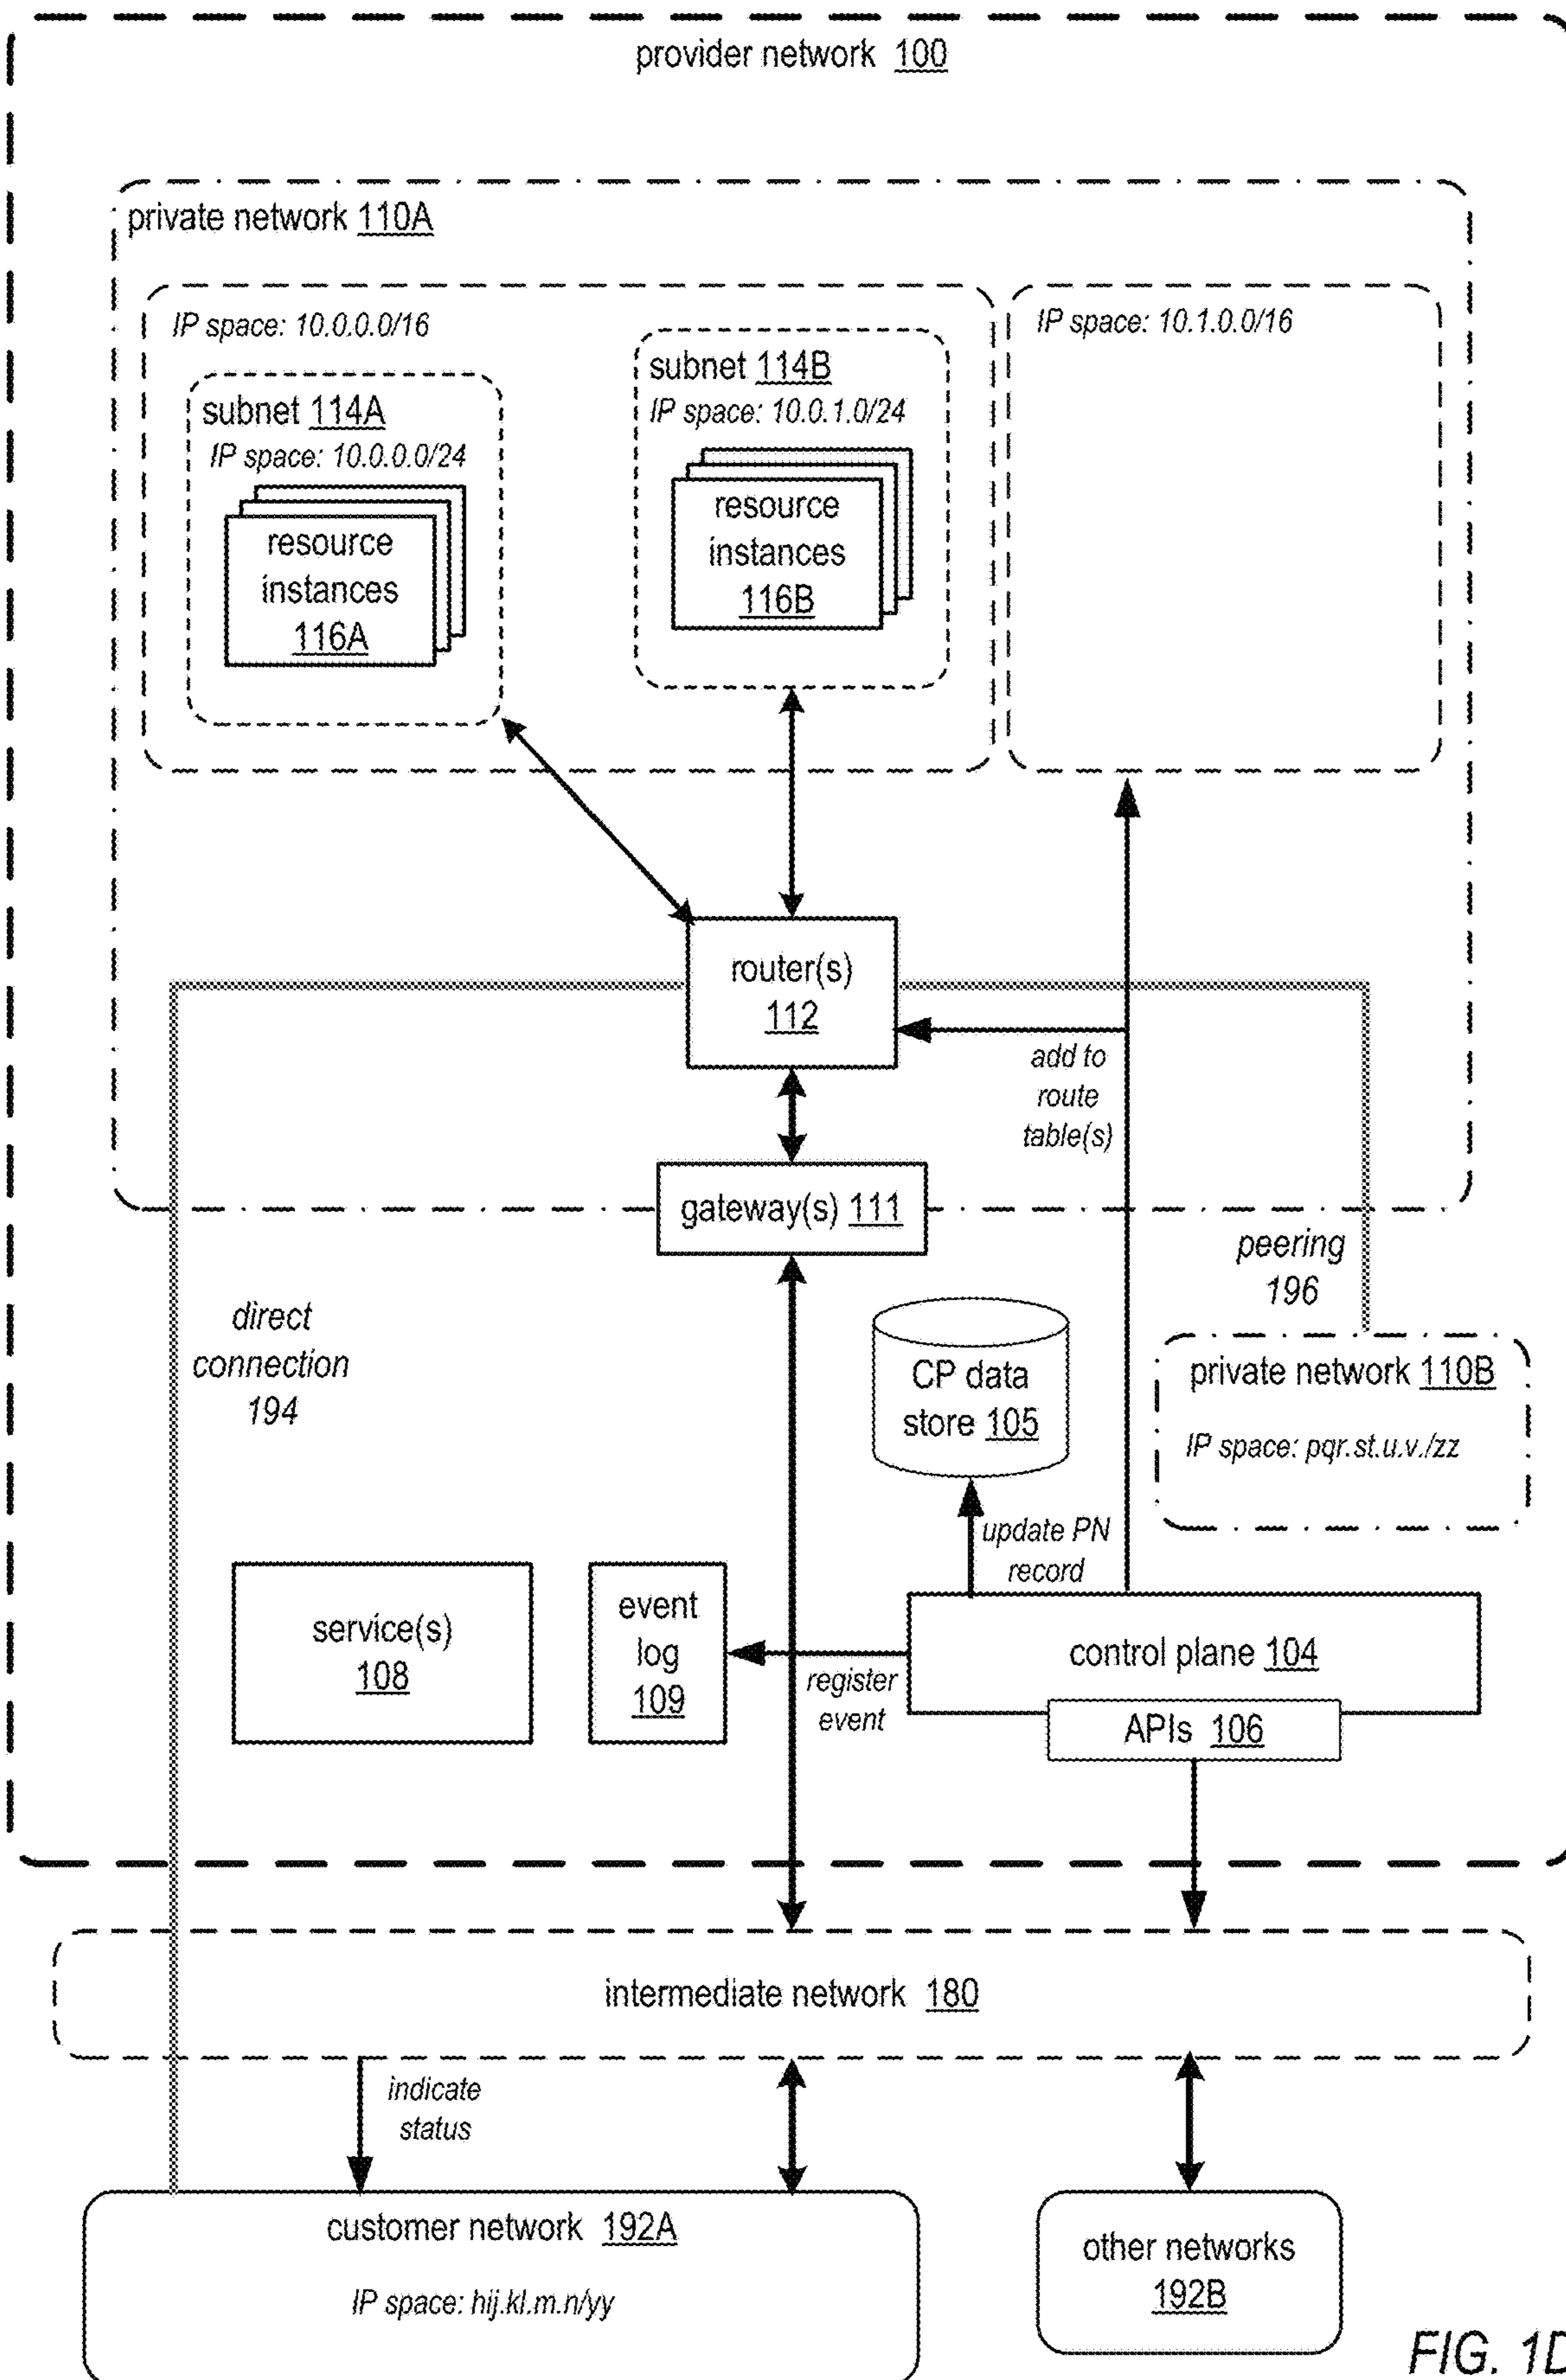 provider network 100
private network 110A
IP space: 10.0.0.0/16
IP space: 10.1.0.0/16
subnet 114A
IP space: 10.0.0.0/24
resource
instances
116A
subnet 114B
IP space: 10.0.1.0/24
resource
instances
116B
router(s)
112
add to
route
table(s)
gateway(s) 111
peering
196
direct
connection
194
CP data
store 105
private network 110B
IP space: pqr.st.u.v./zz
update PN
record
service(s)
108
event
log
109
register
event
control plane 104
APIs 106
intermediate network 180
indicate
status
customer network 192A
IP space: hij.kl.m.n/yy
other networks
192B
FIG. 1D